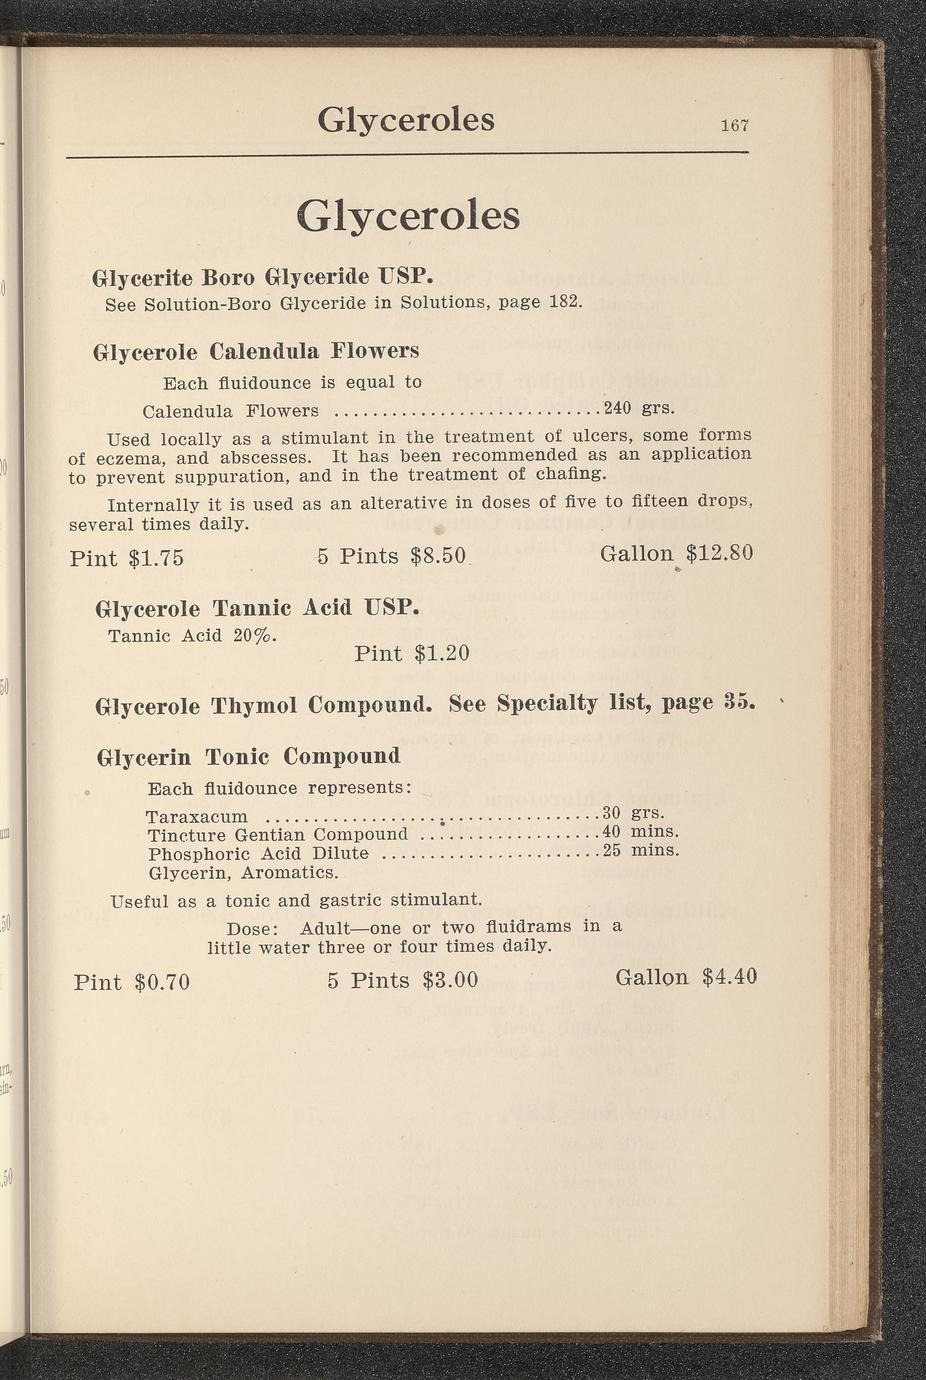 Glyceroles 167
Glyceroles
Glycerite Boro Glyceride USP.
See Solution-Boro Glyceride in Solutions, page 182.
Glycerole Calendula Flowers
Each fluidounce is equal to
Calendula Flowers ............................240 grs.
Used locally as a stimulant in the treatment of ulcers, some forms
of eczema, and abscesses. It has been recommended as an application
to prevent suppuration, and in the treatment of chafing.
Internally it is used as an alterative in doses of five to fifteen drops,
several times daily.
Pint $1.75 5 Pints $8.50 Gallon $12.80
Glycerole Tannic Acid USP.
Tannic Acid 20%.
Pint $1.20
Glycerole Thymol Compound. See Specialty list, page 35.
Glycerin Tonic Compound
Each fluidounce represents:
Taraxacum ...................................30 grs.
Tincture Gentian Compound ...................40 mins.
Phosphoric Acid Dilute .......................25 mins.
Glycerin, Aromatics.
Useful as a tonic and gastric stimulant.
Dose: Adult—one or two fluidrams in a
little water three or four times daily.
Pint $0.70 5 Pints $3.00 Gallon $4.40